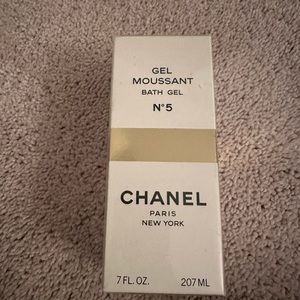 GEL
MOUSSANT
BATH GEL
N°5
CHANEL
PARIS
NEW YORK
7 FL. OZ. 207 ML